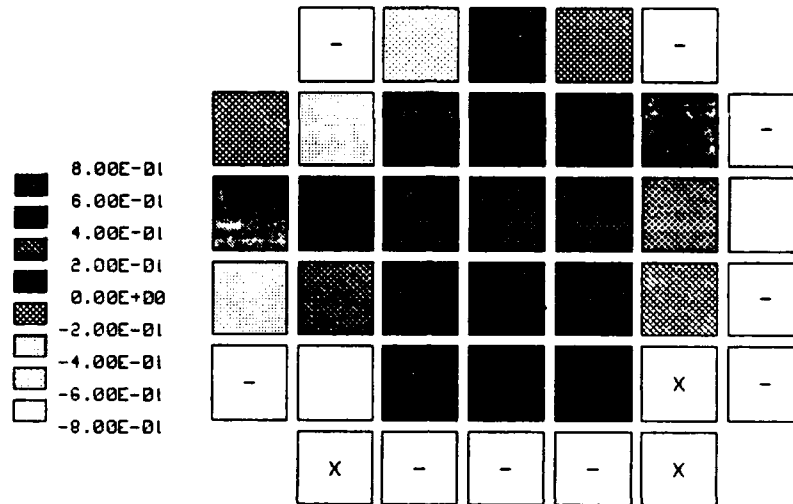 - -
-
8.00E-01
6.00E-01
4.00E-01
2.00E-01
0.00E+00
-2.00E-01
-
-4.00E-01
- X -
-6.00E-01
-8.00E-01
X - - - X